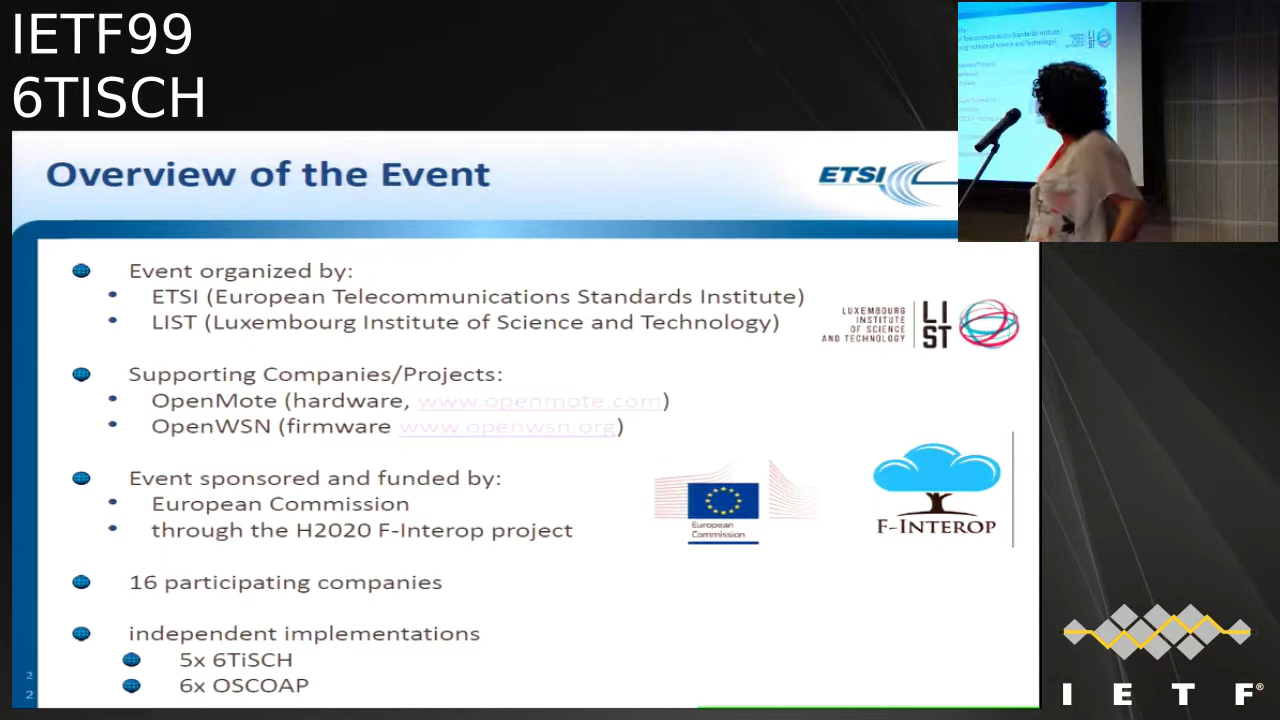 IETF99
6TISCH
Overview of the Event
ETSI
Event organized by:
ETSI (European Telecommunications Standards Institute)
LIST (Luxembourg Institute of Science and Technology)
LUXEMBOURG
INSTITUTE
OF SCIENCE
AND TECHNOLOGY
LI
ST
Supporting Companies/Projects:
OpenMote (hardware, www.openmote.com)
OpenWSN (firmware www.openwsn.org)
Event sponsored and funded by:
European Commission
through the H2020 F-Interop project
European
Commission
F-INTEROP
16 participating companies
independent implementations
5x 6TiSCH
6x OSCOAP
2
2
I E T F®